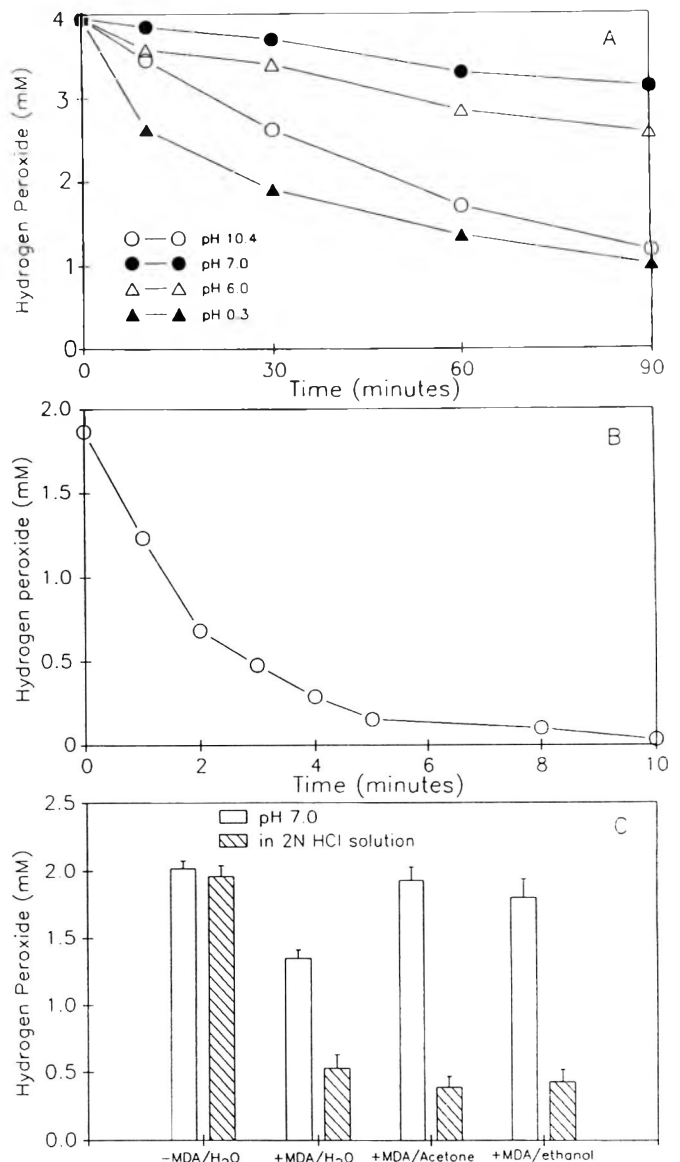 A
Hydrogen Peroxide (mM)
4
3
2
1
0
○—○ pH 10.4
●—● pH 7.0
△—△ pH 6.0
▲—▲ pH 0.3
0 30 60 90
Time (minutes)
B
Hydrogen peroxide (mM)
2.0
1.5
1.0
0.5
0
0 2 4 6 8 10
Time (minutes)
C
Hydrogen Peroxide (mM)
2.5
2.0
1.5
1.0
0.5
0.0
pH 7.0
in 2N HCl solution
-MDA/H2O +MDA/H2O +MDA/Acetone +MDA/ethanol